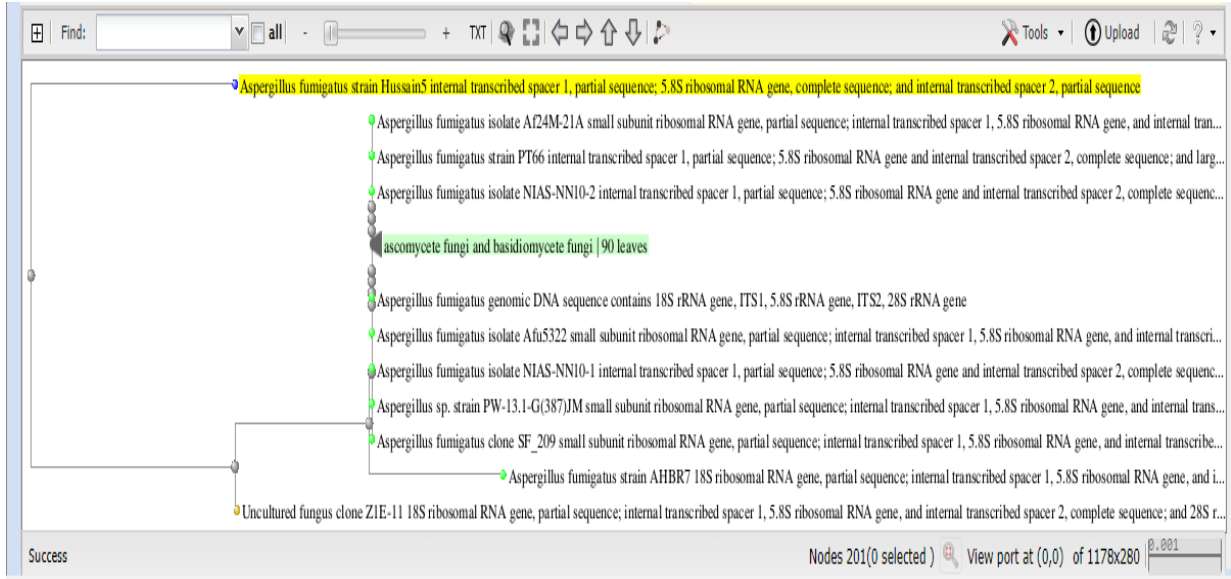 Find: all - + TXT Tools Upload ?
Aspergillus fumigatus strain Hussain5 internal transcribed spacer 1, partial sequence; 5.8S ribosomal RNA gene, complete sequence; and internal transcribed spacer 2, partial sequence
Aspergillus fumigatus isolate Af24M-21A small subunit ribosomal RNA gene, partial sequence; internal transcribed spacer 1, 5.8S ribosomal RNA gene, and internal tran...
Aspergillus fumigatus strain PT66 internal transcribed spacer 1, partial sequence; 5.8S ribosomal RNA gene and internal transcribed spacer 2, complete sequence; and larg...
Aspergillus fumigatus isolate NIAS-NN10-2 internal transcribed spacer 1, partial sequence; 5.8S ribosomal RNA gene and internal transcribed spacer 2, complete sequenc...
ascomycete fungi and basidiomycete fungi | 90 leaves
Aspergillus fumigatus genomic DNA sequence contains 18S rRNA gene, ITS1, 5.8S rRNA gene, ITS2, 28S rRNA gene
Aspergillus fumigatus isolate Afu5322 small subunit ribosomal RNA gene, partial sequence; internal transcribed spacer 1, 5.8S ribosomal RNA gene, and internal transcri...
Aspergillus fumigatus isolate NIAS-NN10-1 internal transcribed spacer 1, partial sequence; 5.8S ribosomal RNA gene and internal transcribed spacer 2, complete sequenc...
Aspergillus sp. strain PW-13.1-G(387)JM small subunit ribosomal RNA gene, partial sequence; internal transcribed spacer 1, 5.8S ribosomal RNA gene, and internal trans...
Aspergillus fumigatus clone SF_209 small subunit ribosomal RNA gene, partial sequence; internal transcribed spacer 1, 5.8S ribosomal RNA gene, and internal transcribe...
Aspergillus fumigatus strain AHBR7 18S ribosomal RNA gene, partial sequence; internal transcribed spacer 1, 5.8S ribosomal RNA gene, and i...
Uncultured fungus clone Z1E-11 18S ribosomal RNA gene, partial sequence; internal transcribed spacer 1, 5.8S ribosomal RNA gene, and internal transcribed spacer 2, complete sequence; and 28S r...
Success Nodes 201(0 selected ) View port at (0,0) of 1178x280 0.001